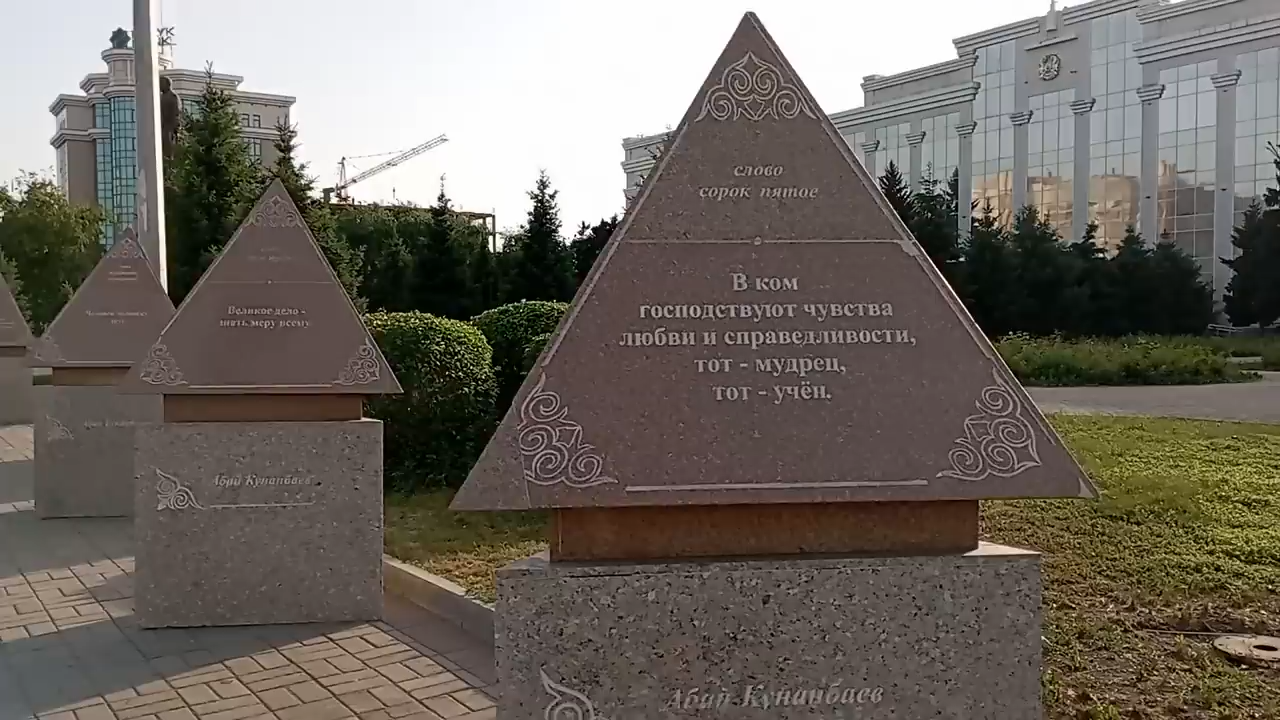 слово
сорок пятое
В ком
господствуют чувства
любви и справедливости,
тот - мудрец,
тот - учён.
Абай Кунанбаев
Великое дело -
знать меру всему.
Абай Кунанбаев